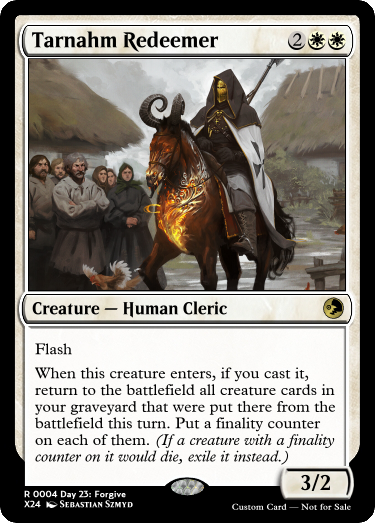 Tarnahm Redeemer 2
Creature — Human Cleric
Flash
When this creature enters, if you cast it,
return to the battlefield all creature cards in
your graveyard that were put there from the
battlefield this turn. Put a finality counter
on each of them. (If a creature with a finality
counter on it would die, exile it instead.)
3/2
R 0004 Day 23: Forgive
X24 Sebastian Szmyd
Custom Card — Not for Sale